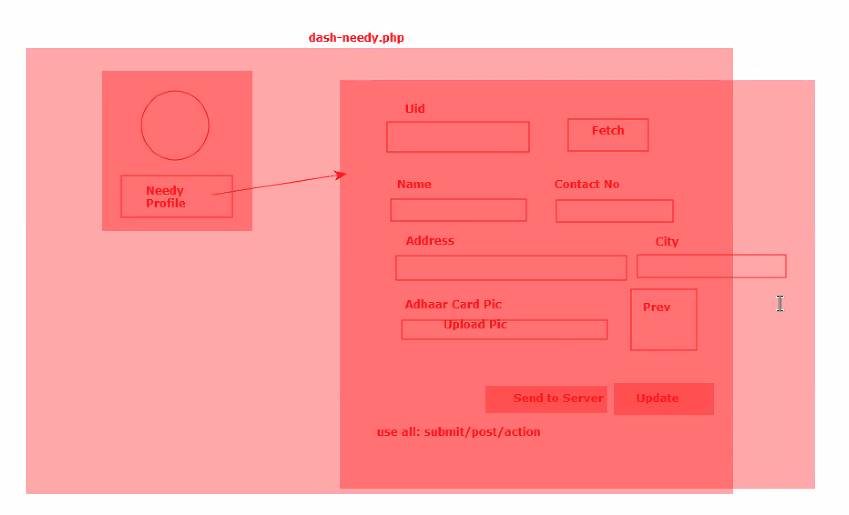 dash-needy.php
Needy
Profile
Uid
Fetch
Name
Contact No
Address
City
Adhaar Card Pic
Upload Pic
Prev
Send to Server
Update
use all: submit/post/action